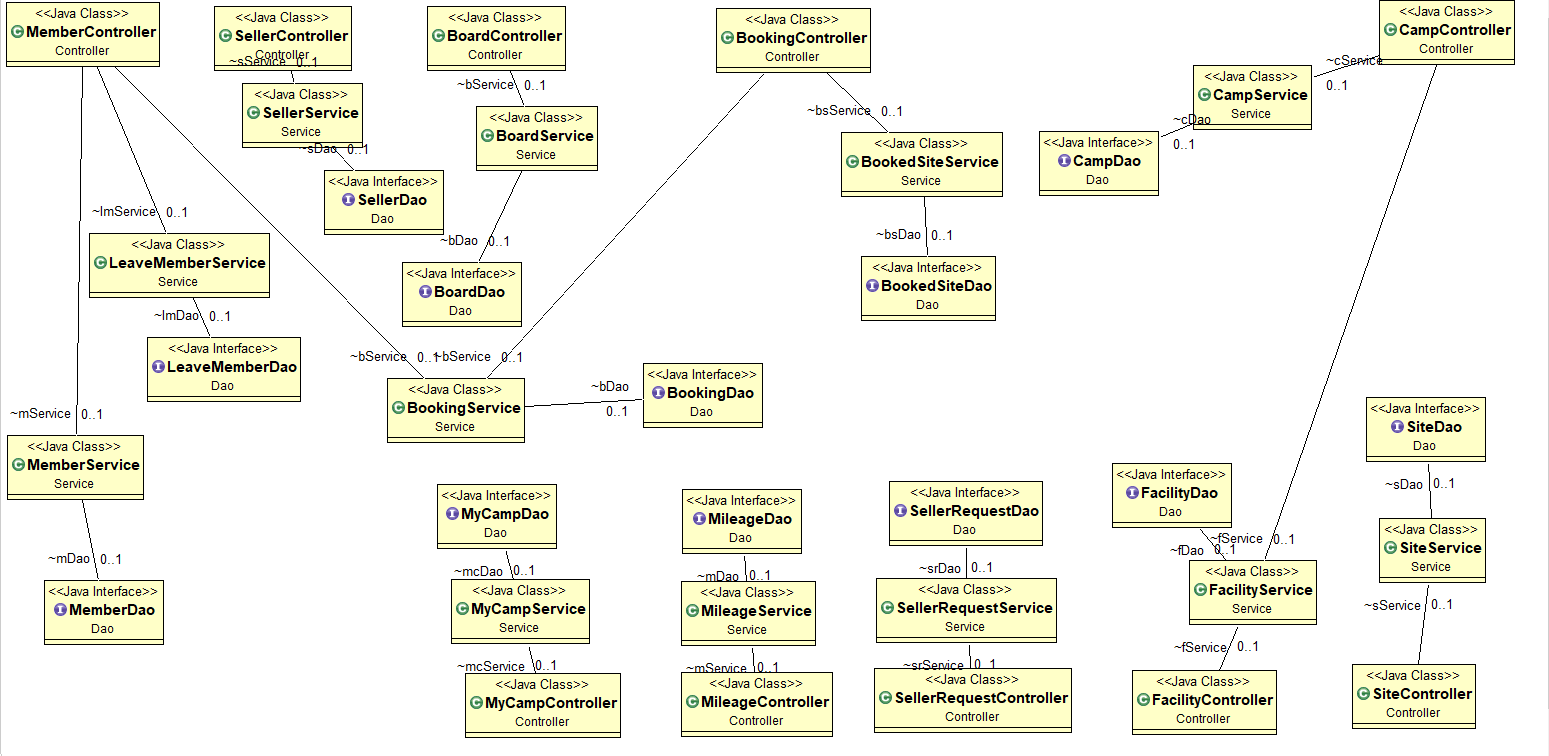 <<Java Class>>
MemberController
Controller
<<Java Class>>
SellerController
Controller
~sService 0..1
<<Java Class>>
BoardController
Controller
<<Java Class>>
BookingController
Controller
<<Java Class>>
CampController
Controller
~cService
0..1
<<Java Class>>
SellerService
Service
~sDao 0..1
~bService 0..1
<<Java Class>>
BoardService
Service
~bsService 0..1
<<Java Class>>
BookedSiteService
Service
<<Java Class>>
CampService
Service
~cDao
0..1
<<Java Interface>>
CampDao
Dao
<<Java Interface>>
SellerDao
Dao
~lmService 0..1
<<Java Class>>
LeaveMemberService
Service
~bDao 0..1
<<Java Interface>>
BoardDao
Dao
~bsDao 0..1
<<Java Interface>>
BookedSiteDao
Dao
~lmDao 0..1
<<Java Interface>>
LeaveMemberDao
Dao
~bService 0..1
~bService 0..1
<<Java Class>>
BookingService
Service
~bDao
0..1
<<Java Interface>>
BookingDao
Dao
~mService 0..1
<<Java Class>>
MemberService
Service
~mDao 0..1
<<Java Interface>>
MemberDao
Dao
<<Java Interface>>
MyCampDao
Dao
~mcDao 0..1
<<Java Class>>
MyCampService
Service
~mcService 0..1
<<Java Class>>
MyCampController
Controller
<<Java Interface>>
MileageDao
Dao
~mDao 0..1
<<Java Class>>
MileageService
Service
~mService 0..1
<<Java Class>>
MileageController
Controller
<<Java Interface>>
SellerRequestDao
Dao
~srDao 0..1
<<Java Class>>
SellerRequestService
Service
~srService 0..1
<<Java Class>>
SellerRequestController
Controller
<<Java Interface>>
FacilityDao
Dao
~fService 0..1
~fDao 0..1
<<Java Class>>
FacilityService
Service
~fService 0..1
<<Java Class>>
FacilityController
Controller
<<Java Interface>>
SiteDao
Dao
~sDao 0..1
<<Java Class>>
SiteService
Service
~sService 0..1
<<Java Class>>
SiteController
Controller